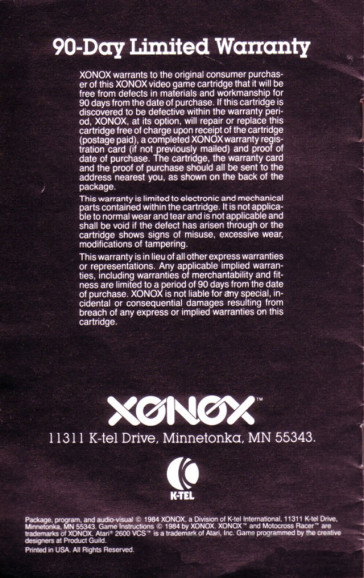 90-Day Limited Warranty
XONOX warrants to the original consumer purchas-
er of this XONOX video game cartridge that it will be
free from defects in materials and workmanship for
90 days from the date of purchase. If this cartridge is
discovered to be defective within the warranty peri-
od, XONOX, at its option, will repair or replace this
cartridge free of charge upon receipt of the cartridge
(postage paid), a completed XONOX warranty regis-
tration card (if not previously mailed) and proof of
date of purchase. The cartridge, the warranty card
and the proof of purchase should all be sent to the
address nearest you, as shown on the back of the
package.
This warranty is limited to electronic and mechanical
parts contained within the cartridge. It is not applica-
ble to normal wear and tear and is not applicable and
shall be void if the defect has arisen through or the
cartridge shows signs of misuse, excessive wear,
modifications of tampering.
This warranty is in lieu of all other express warranties
or representations. Any applicable implied warran-
ties, including warranties of merchantability and fit-
ness are limited to a period of 90 days from the date
of purchase. XONOX is not liable for any special, in-
cidental or consequential damages resulting from
breach of any express or implied warranties on this
cartridge.
XONOX™
11311 K-tel Drive, Minnetonka, MN 55343.
K-TEL
Package, program, and audio-visual © 1984 XONOX, a Division of K-tel International, 11311 K-tel Drive,
Minnetonka, MN 55343. Game Instructions © 1984 by XONOX. XONOX™ and Motocross Racer™ are
trademarks of XONOX. Atari® 2600 VCS™ is a trademark of Atari, Inc. Game programmed by the creative
designers at Product Guild.
Printed in USA. All Rights Reserved.